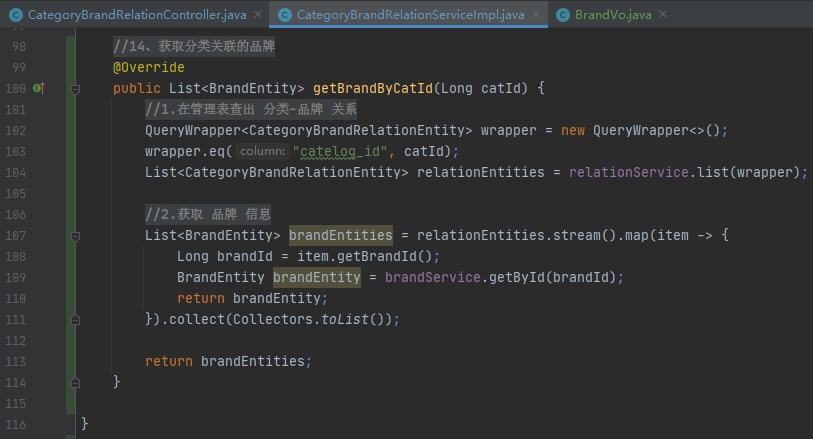 CategoryBrandRelationController.java × CategoryBrandRelationServiceImpl.java × BrandVo.java ×
98 //14、获取分类关联的品牌
99 @Override
100 public List<BrandEntity> getBrandByCatId(Long catId) {
101 //1.在管理表查出 分类-品牌 关系
102 QueryWrapper<CategoryBrandRelationEntity> wrapper = new QueryWrapper<>();
103 wrapper.eq( column: "catelog_id", catId);
104 List<CategoryBrandRelationEntity> relationEntities = relationService.list(wrapper);
105
106 //2.获取 品牌 信息
107 List<BrandEntity> brandEntities = relationEntities.stream().map(item -> {
108 Long brandId = item.getBrandId();
109 BrandEntity brandEntity = brandService.getById(brandId);
110 return brandEntity;
111 }).collect(Collectors.toList());
112
113 return brandEntities;
114 }
115
116 }